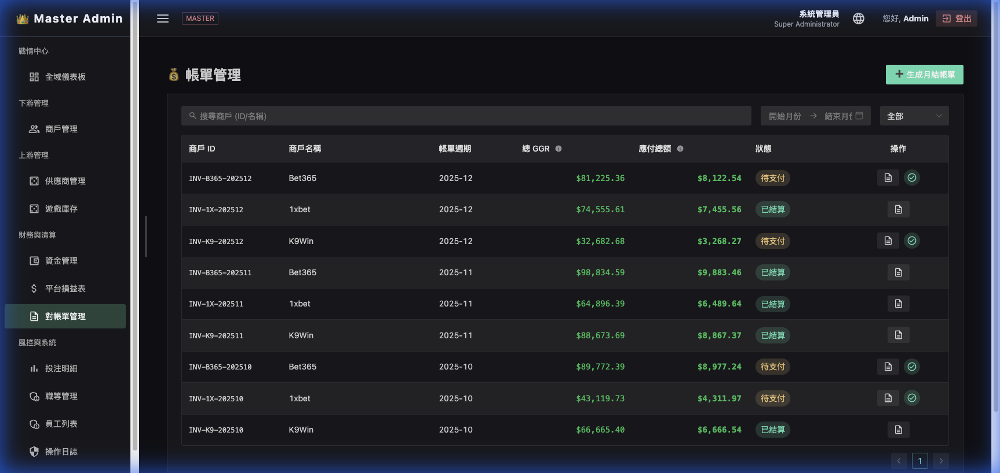 Master Admin
MASTER
系統管理員
Super Administrator
您好, Admin
登出
戰情中心
全域儀表板
下游管理
商戶管理
上游管理
供應商管理
遊戲庫存
財務與清算
資金管理
平台損益表
對帳單管理
風控與系統
投注明細
職等管理
員工列表
操作日誌
帳單管理
生成月結帳單
搜尋商戶 (ID/名稱)
開始月份 → 結束月份
全部
商戶 ID 商戶名稱 帳單週期 總 GGR 應付總額 狀態 操作
INV-B365-202512 Bet365 2025-12 $81,225.36 $8,122.54 待支付
INV-1X-202512 1xbet 2025-12 $74,555.61 $7,455.56 已結算
INV-K9-202512 K9Win 2025-12 $32,682.68 $3,268.27 待支付
INV-B365-202511 Bet365 2025-11 $98,834.59 $9,883.46 已結算
INV-1X-202511 1xbet 2025-11 $64,896.39 $6,489.64 已結算
INV-K9-202511 K9Win 2025-11 $88,673.69 $8,867.37 已結算
INV-B365-202510 Bet365 2025-10 $89,772.39 $8,977.24 待支付
INV-1X-202510 1xbet 2025-10 $43,119.73 $4,311.97 待支付
INV-K9-202510 K9Win 2025-10 $66,665.40 $6,666.54 已結算
1